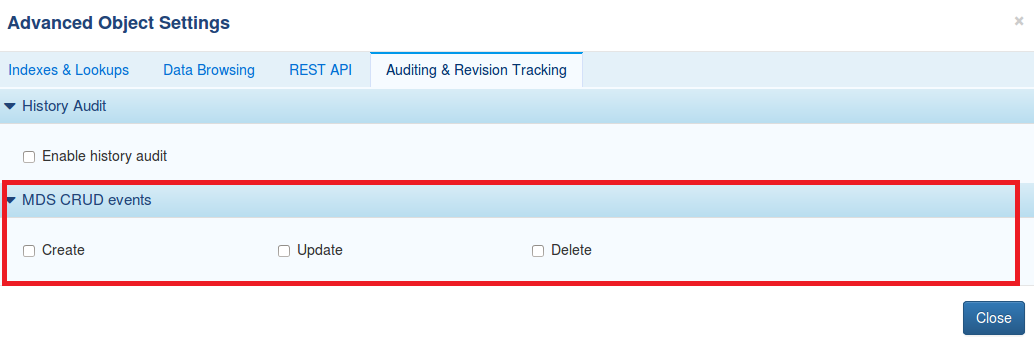 Advanced Object Settings ×
Indexes & Lookups Data Browsing REST API Auditing & Revision Tracking
History Audit
Enable history audit
MDS CRUD events
Create Update Delete
Close